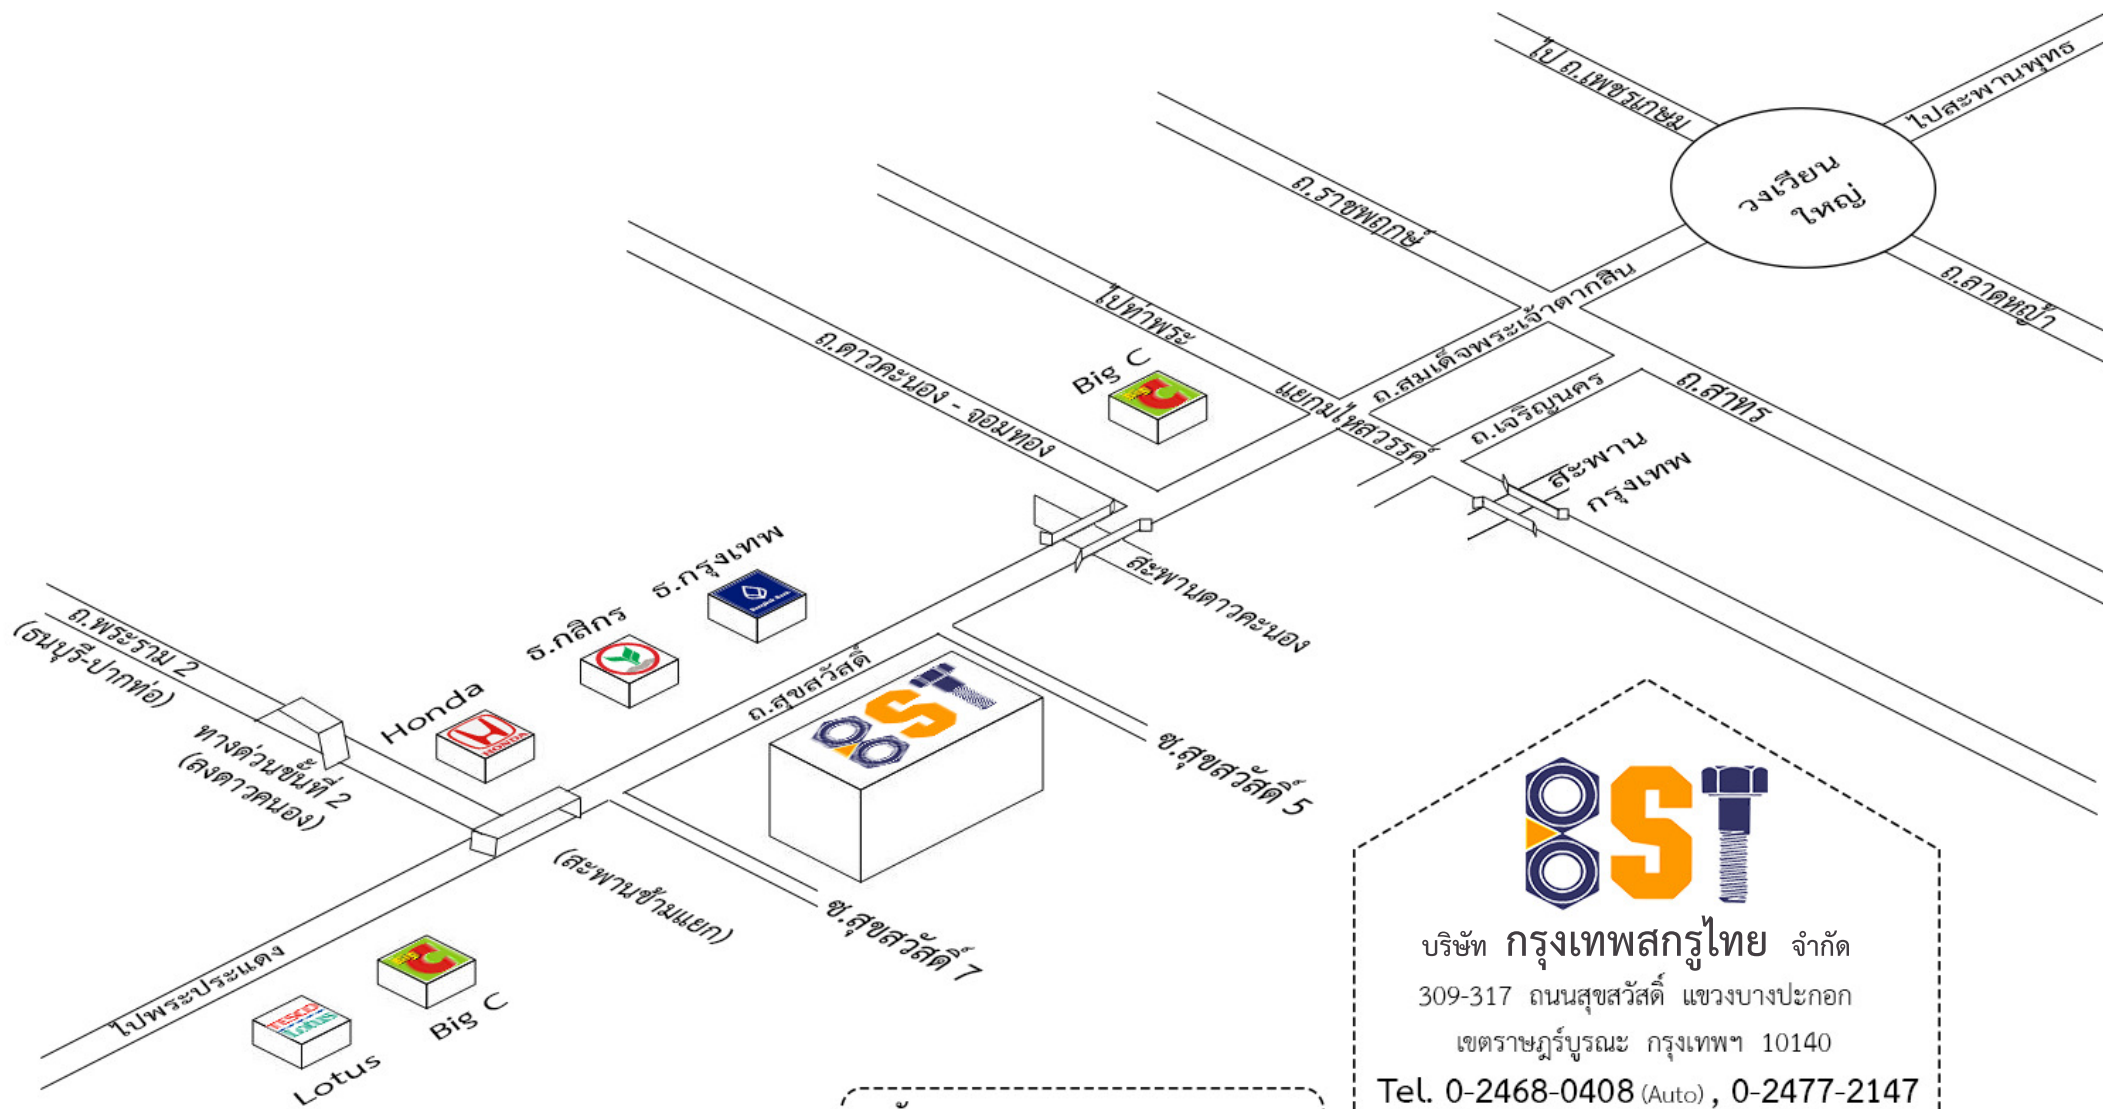 ไป ถ.เพชรเกษม
ไปสะพานพุทธ
วงเวียน
ใหญ่
ถ.ราชพฤกษ์
ถ.ลาดหญ้า
ไปท่าพระ
ถ.สมเด็จพระเจ้าตากสิน
ถ.ดาวคะนอง - จอมทอง
Big C
แยกมไหสวรรค์
ถ.เจริญนคร
ถ.สาทร
สะพาน
กรุงเทพ
สะพานดาวคะนอง
ธ.กรุงเทพ
Bangkok Bank
ธ.กสิกร
ถ.พระราม 2
(ธนบุรี-ปากท่อ)
Honda
HONDA
ทางด่วนขั้นที่ 2
(ลงดาวคนอง)
ถ.สุขสวัสดิ์
BST
ซ.สุขสวัสดิ์ 5
(สะพานข้ามแยก)
ซ.สุขสวัสดิ์ 7
ไปพระประแดง
Big C
TESCO
Lotus
Lotus
BST
บริษัท กรุงเทพสกรูไทย จำกัด
309-317 ถนนสุขสวัสดิ์ แขวงบางปะกอก
เขตราษฎร์บูรณะ กรุงเทพฯ 10140
Tel. 0-2468-0408 (Auto) , 0-2477-2147